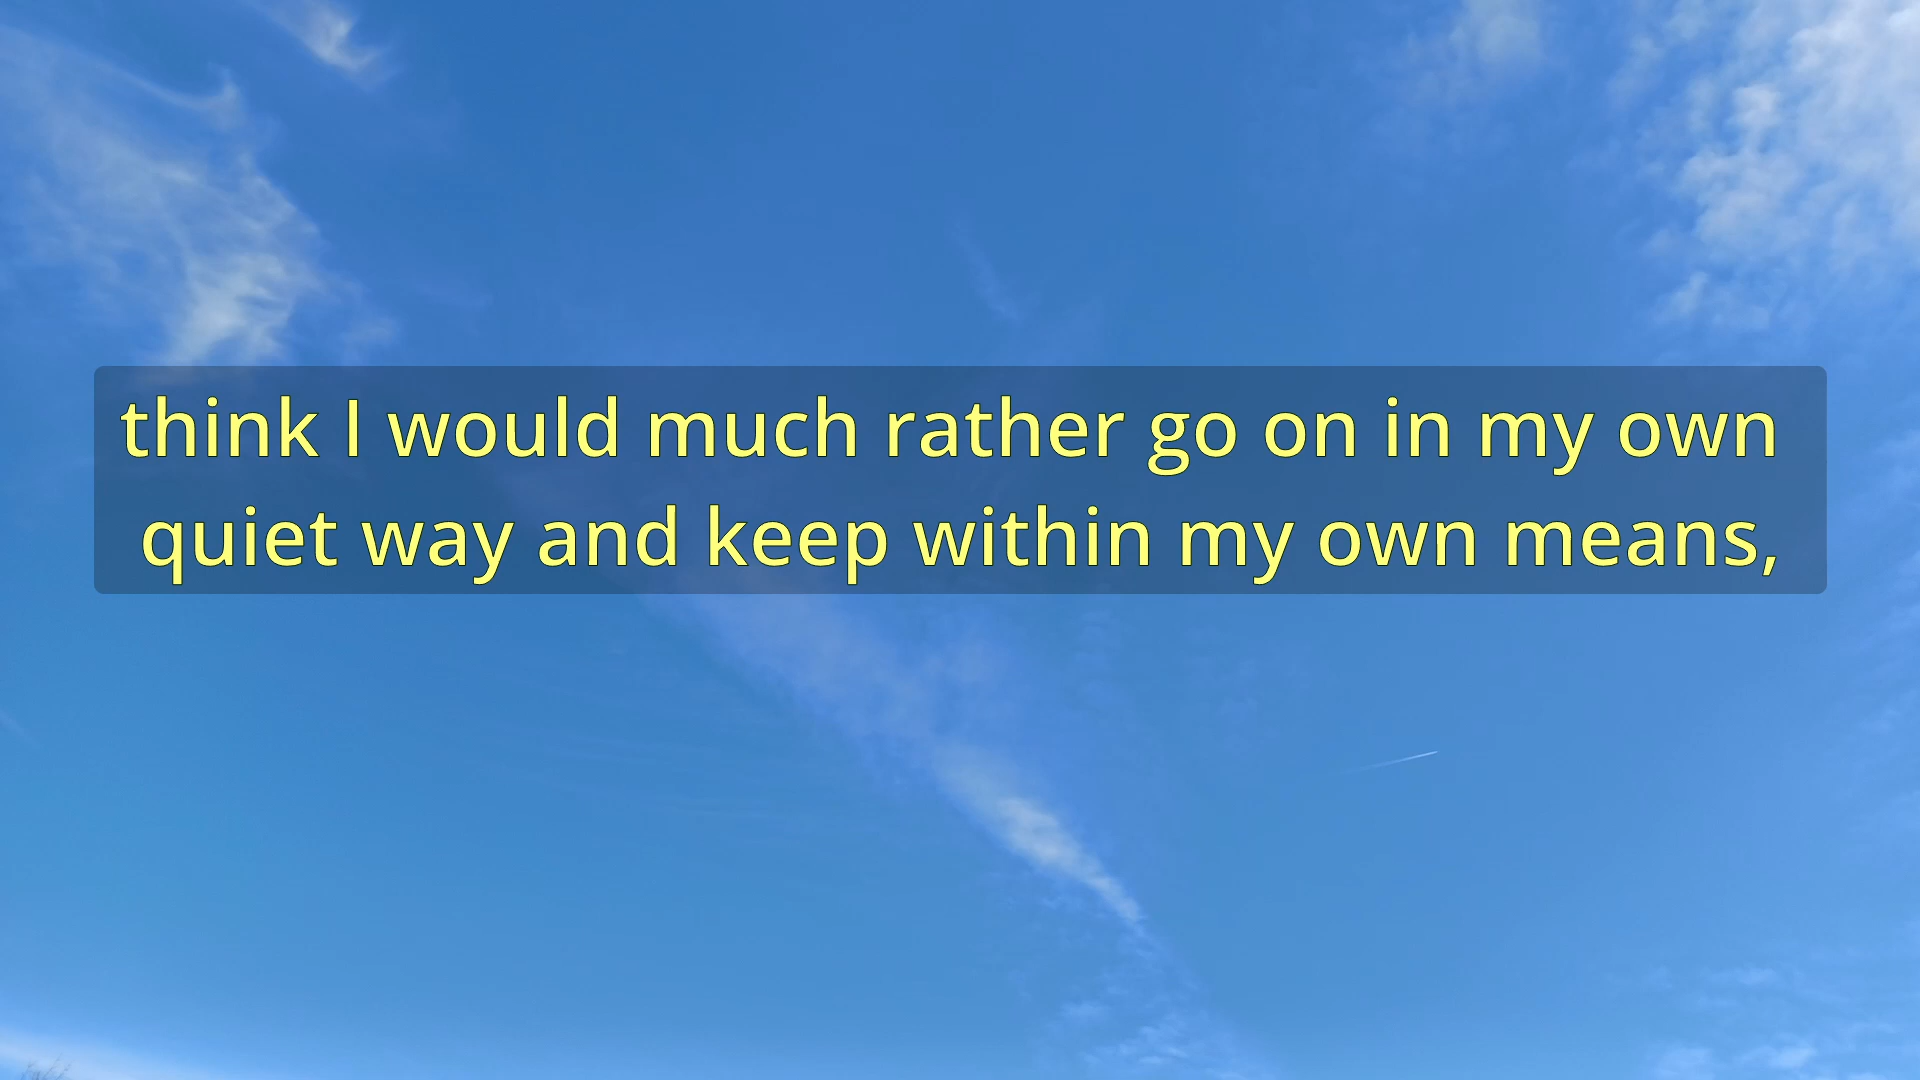 think I would much rather go on in my own
quiet way and keep within my own means,